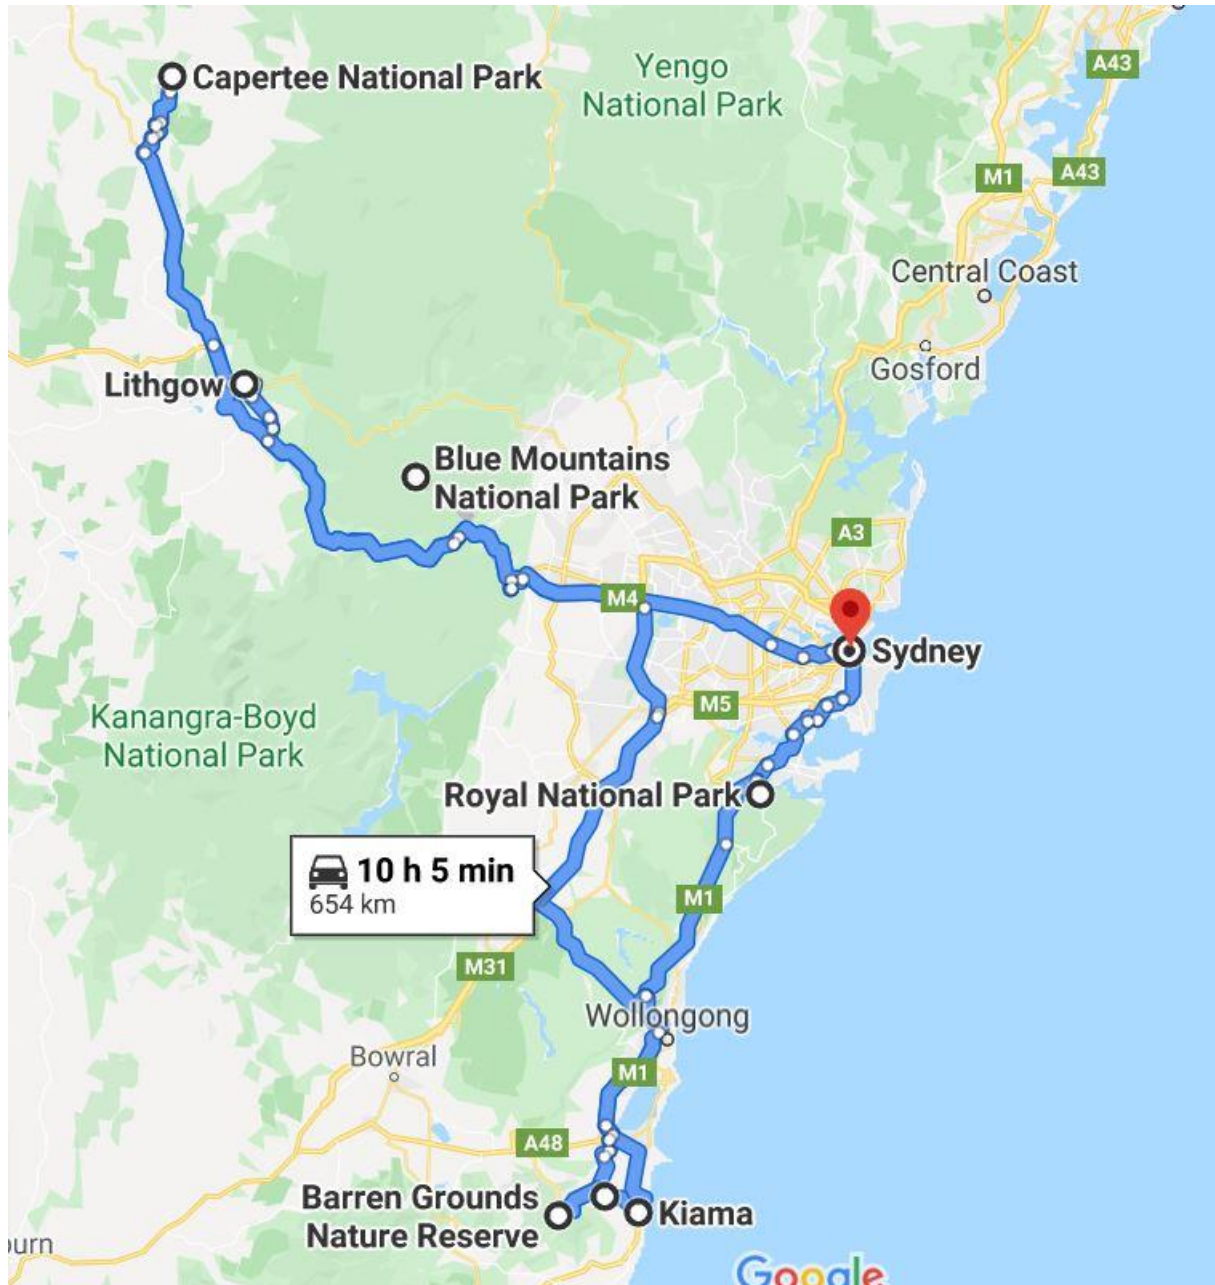 Capertee National Park
Yengo
National Park
A43
M1
A43
Central Coast
Gosford
Lithgow
Blue Mountains
National Park
A3
M4
Sydney
M5
Kanangra-Boyd
National Park
Royal National Park
10 h 5 min
654 km
M1
M31
Wollongong
Bowral
M1
A48
Barren Grounds
Nature Reserve
Kiama
ourn
Google